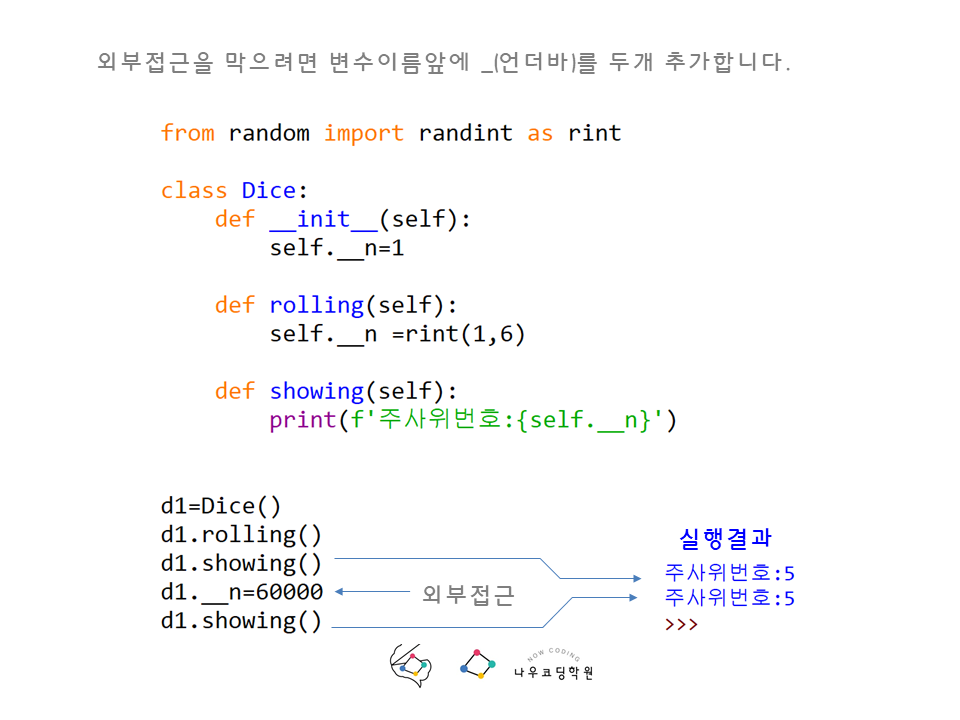 외부접근을 막으려면 변수이름앞에 _(언더바)를 두개 추가합니다.
from random import randint as rint
class Dice:
    def __init__(self):
        self.__n=1
    def rolling(self):
        self.__n =rint(1,6)
    def showing(self):
        print(f'주사위번호:{self.__n}')
d1=Dice()
d1.rolling()
d1.showing()
d1.__n=60000
d1.showing()
외부접근
실행결과
주사위번호:5
주사위번호:5
>>>
NOW CODING
나우코딩학원